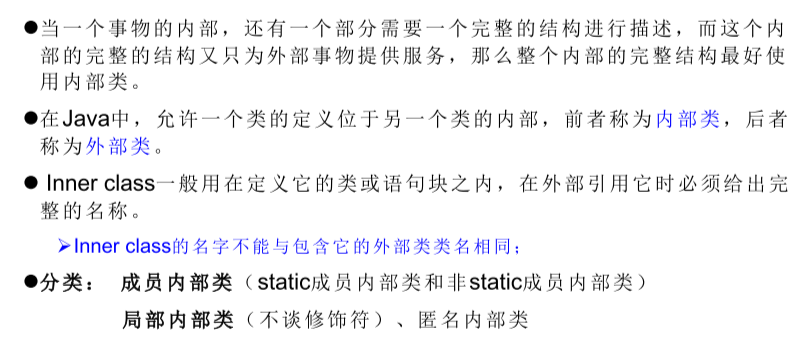 ●当一个事物的内部，还有一个部分需要一个完整的结构进行描述，而这个内
部的完整的结构又只为外部事物提供服务，那么整个内部的完整结构最好使
用内部类。
●在Java中，允许一个类的定义位于另一个类的内部，前者称为内部类，后者
称为外部类。
● Inner class一般用在定义它的类或语句块之内，在外部引用它时必须给出完
整的名称。
➢Inner class的名字不能与包含它的外部类类名相同；
●分类： 成员内部类（static成员内部类和非static成员内部类）
局部内部类（不谈修饰符）、匿名内部类